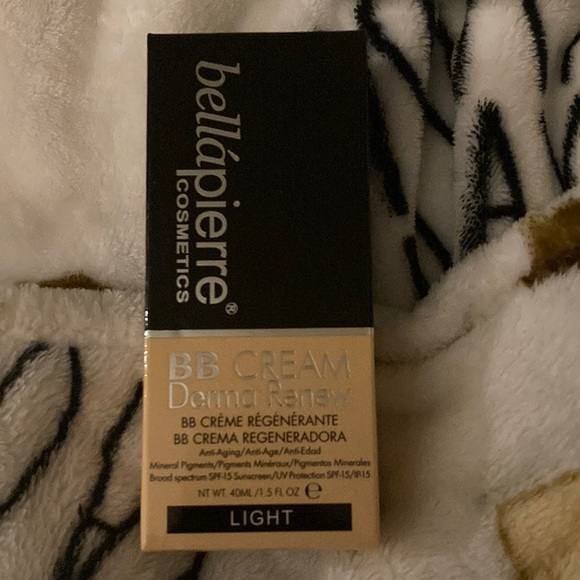 bellápierre®
COSMETICS
BB CREAM
Derma Renew
BB CRÈME RÉGÉNÉRANTE
BB CREMA REGENERADORA
Anti-Aging/Anti-Age/Anti-Edad
Mineral Pigments/Pigments Minéraux/Pigmentos Minerales
Broad spectrum SPF-15 Sunscreen/UV Protection SPF-15/IP-15
NT WT. 40ML/1.5 FL OZ ℮
LIGHT